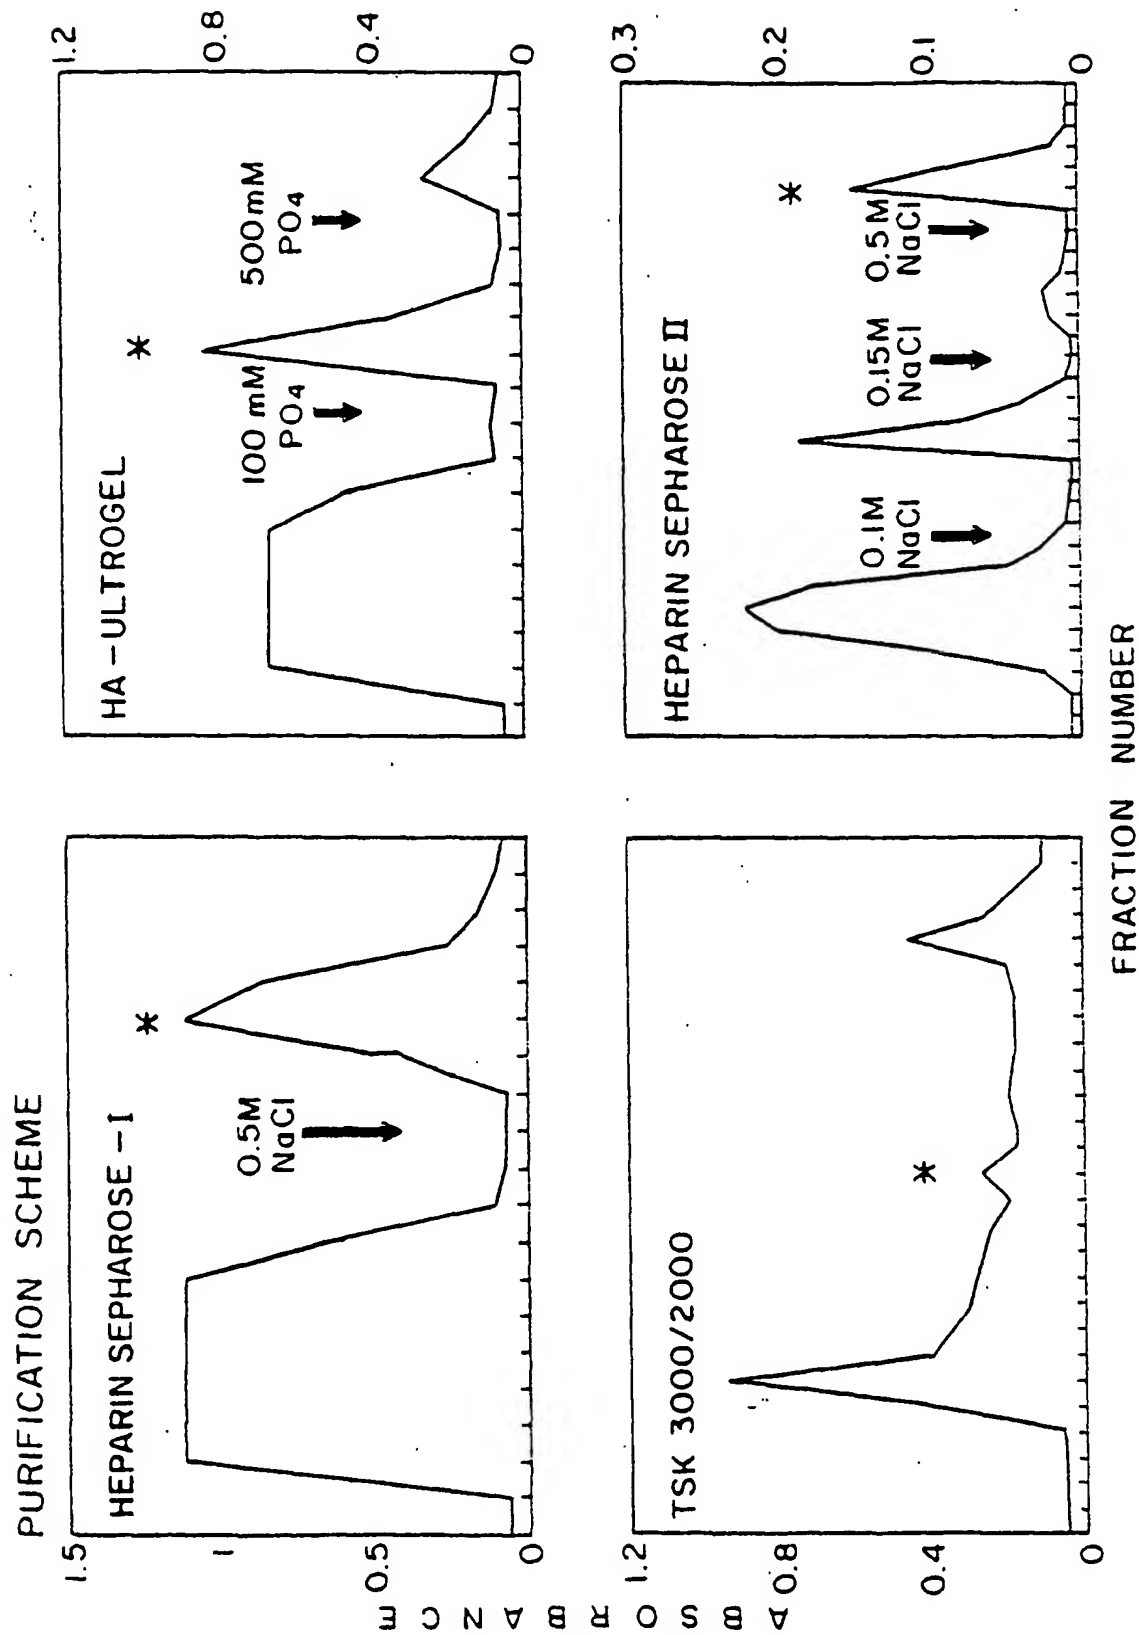 PURIFICATION SCHEME
HEPARIN SEPHAROSE - I
0.5M
NaCl
*
1.5
1
0.5
0
HA - ULTROGEL
100 mM
PO4
*
500mM
PO4
1.2
0.8
0.4
0
ABSORBANCE
TSK 3000/2000
*
1.2
0.8
0.4
0
HEPARIN SEPHAROSE II
0.1M
NaCl
0.15M
NaCl
0.5M
NaCl
*
0.3
0.2
0.1
0
FRACTION NUMBER